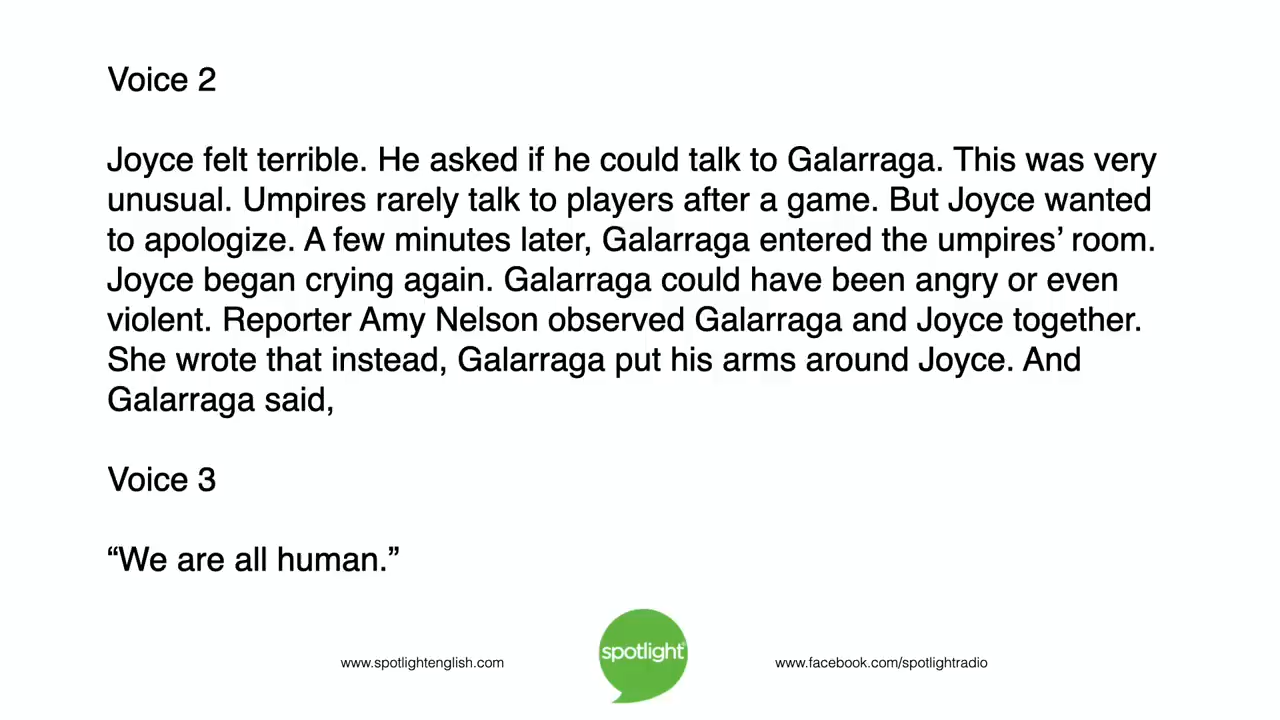 Voice 2
Joyce felt terrible. He asked if he could talk to Galarraga. This was very
unusual. Umpires rarely talk to players after a game. But Joyce wanted
to apologize. A few minutes later, Galarraga entered the umpires’ room.
Joyce began crying again. Galarraga could have been angry or even
violent. Reporter Amy Nelson observed Galarraga and Joyce together.
She wrote that instead, Galarraga put his arms around Joyce. And
Galarraga said,
Voice 3
“We are all human.”
www.spotlightenglish.com
spotlight
www.facebook.com/spotlightradio